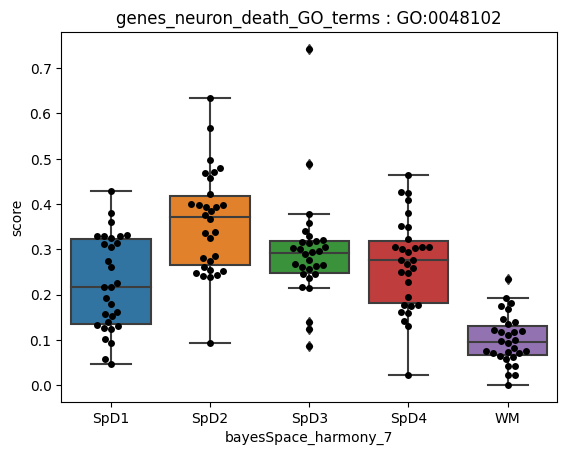 genes_neuron_death_GO_terms : GO:0048102
score
0.7
0.6
0.5
0.4
0.3
0.2
0.1
0.0
SpD1 SpD2 SpD3 SpD4 WM
bayesSpace_harmony_7